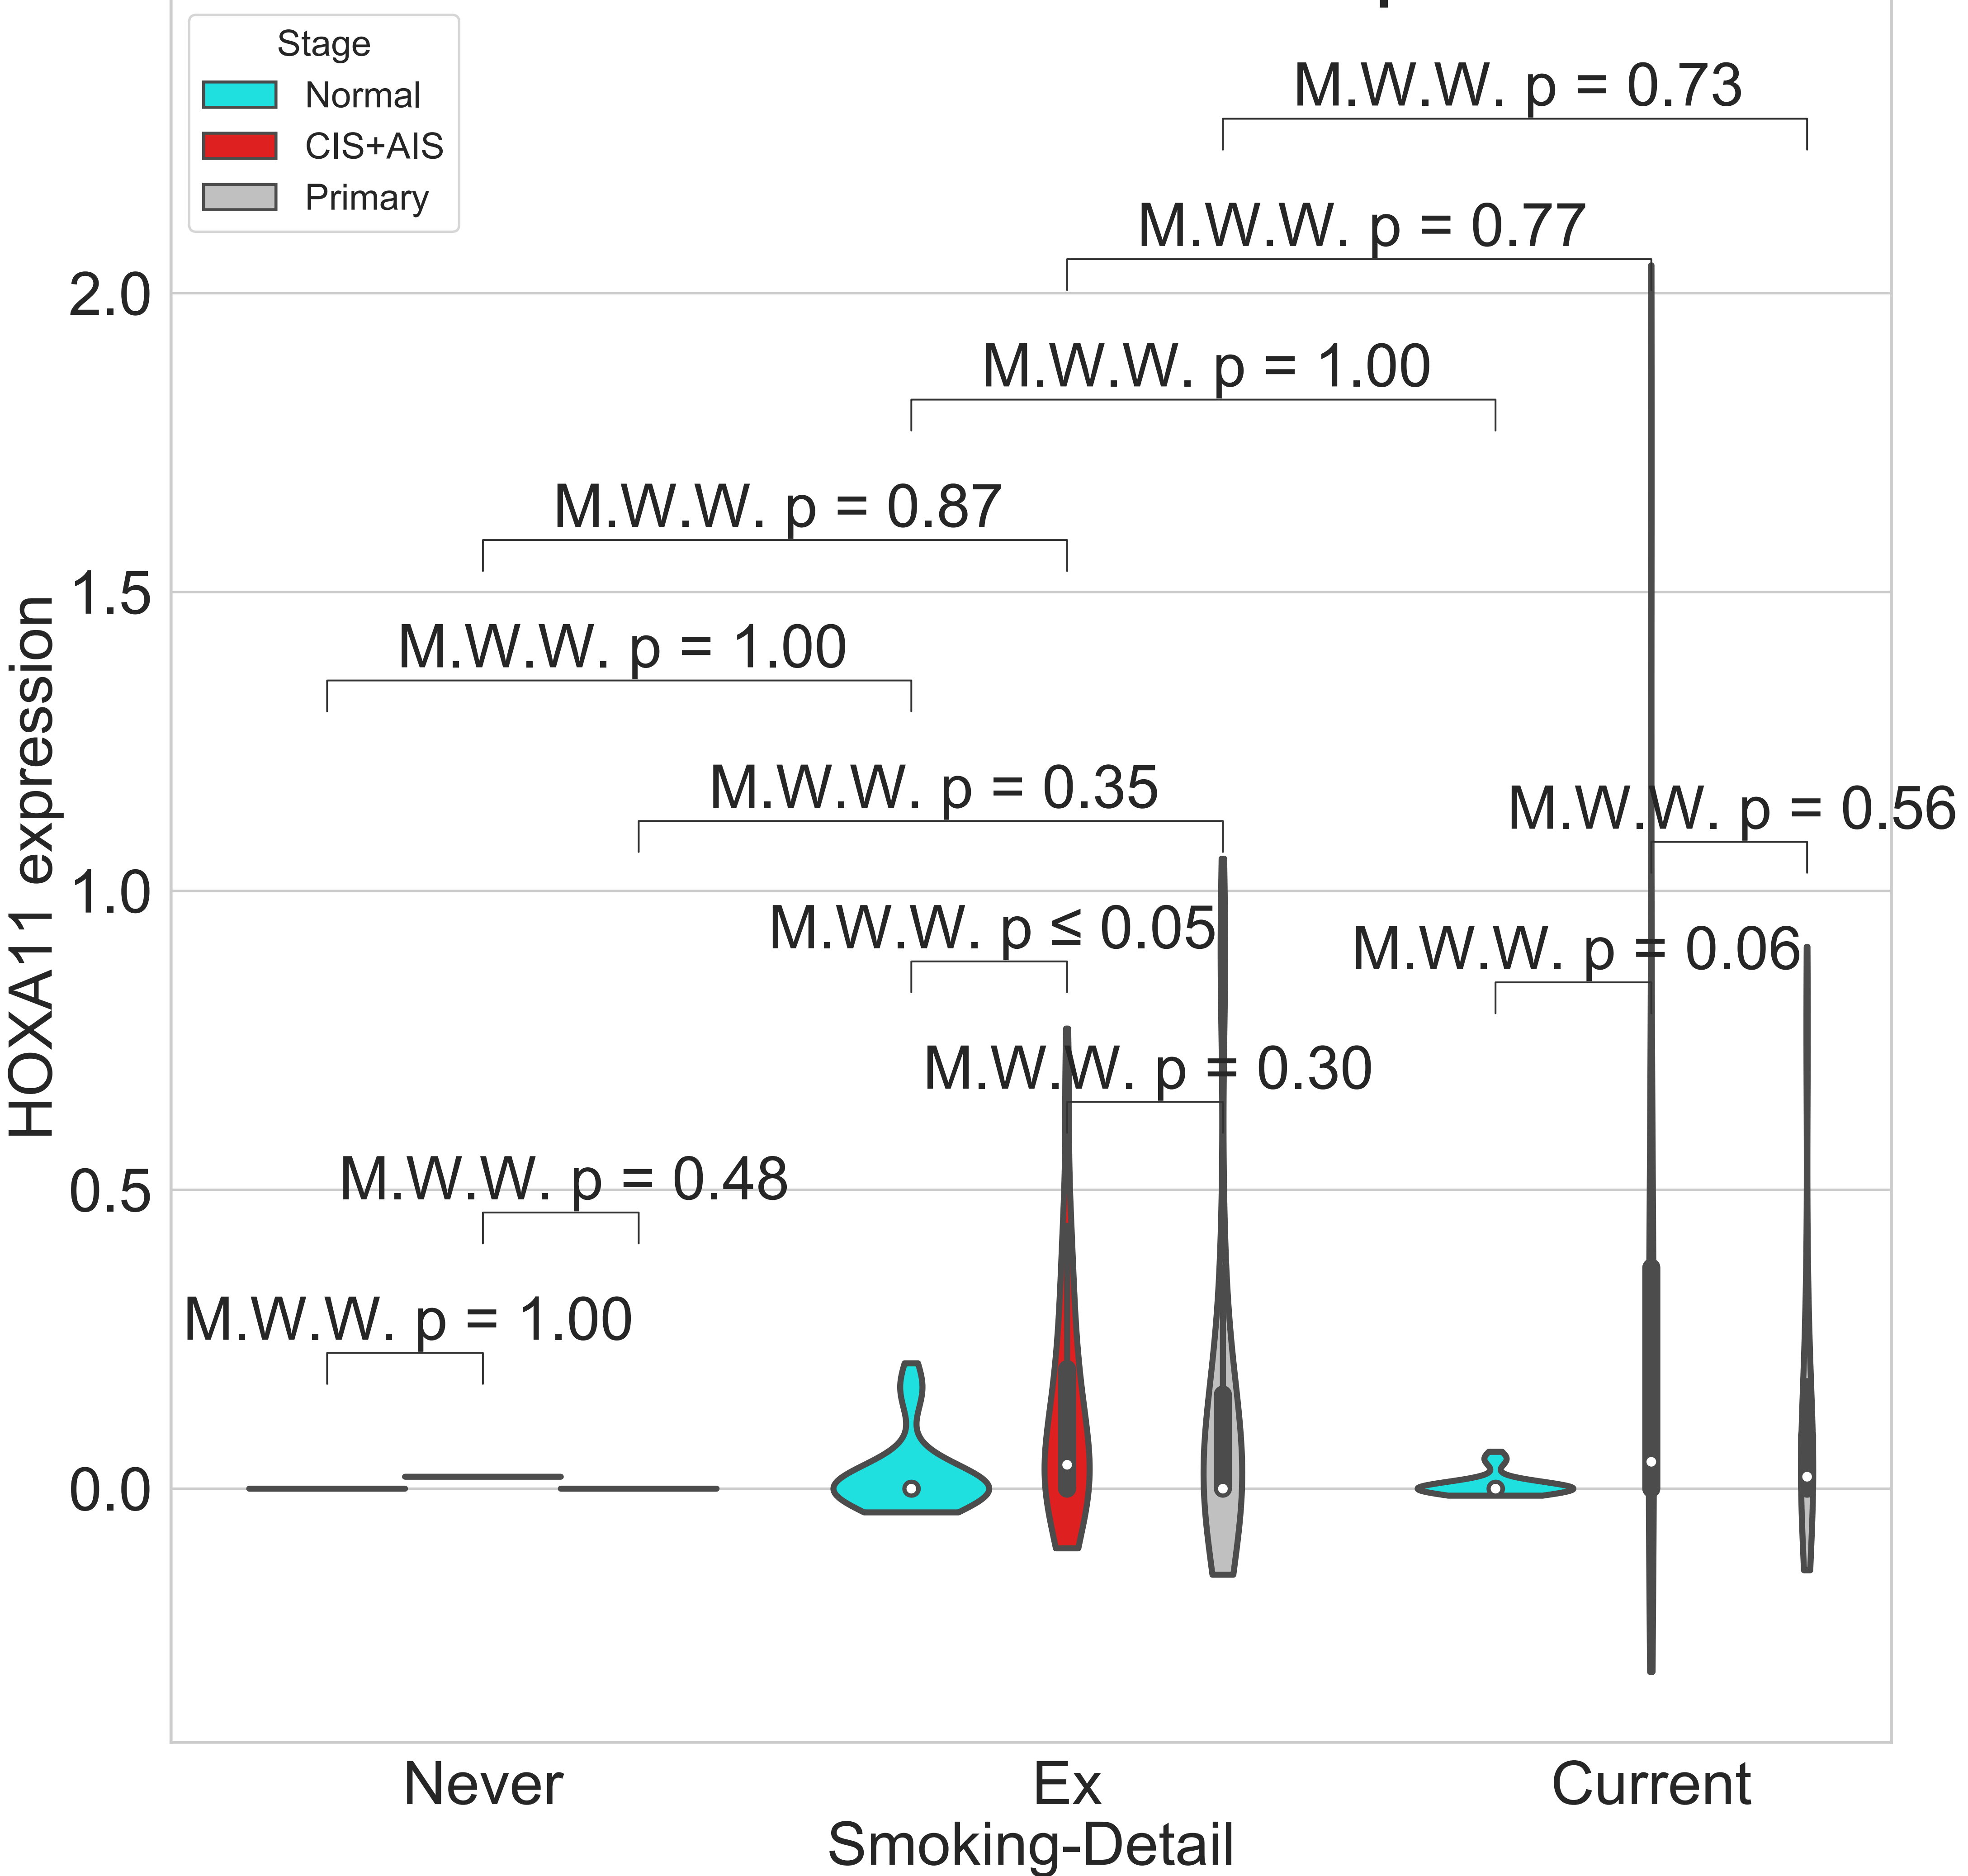 Stage
Normal
CIS+AIS
Primary
M.W.W. p = 0.73
M.W.W. p = 0.77
M.W.W. p = 1.00
M.W.W. p = 0.87
M.W.W. p = 1.00
M.W.W. p = 0.35
M.W.W. p = 0.56
M.W.W. p ≤ 0.05
M.W.W. p = 0.06
M.W.W. p = 0.30
M.W.W. p = 0.48
M.W.W. p = 1.00
2.0
1.5
1.0
0.5
0.0
HOXA11 expression
Never
Ex
Current
Smoking-Detail